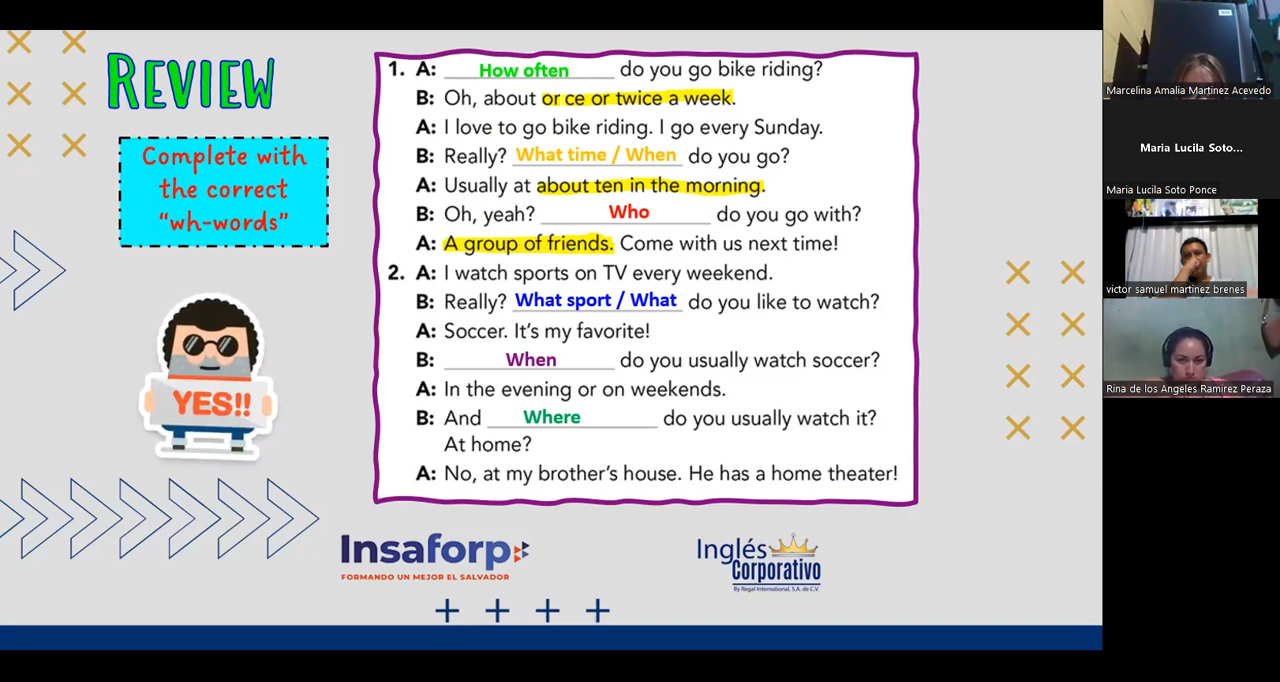 REVIEW
Complete with
the correct
“wh-words”
YES!!
1. A: How often do you go bike riding?
B: Oh, about or ce or twice a week.
A: I love to go bike riding. I go every Sunday.
B: Really? What time / When do you go?
A: Usually at about ten in the morning.
B: Oh, yeah? Who do you go with?
A: A group of friends. Come with us next time!
2. A: I watch sports on TV every weekend.
B: Really? What sport / What do you like to watch?
A: Soccer. It’s my favorite!
B: When do you usually watch soccer?
A: In the evening or on weekends.
B: And Where do you usually watch it?
At home?
A: No, at my brother’s house. He has a home theater!
Insaforp
FORMANDO UN MEJOR EL SALVADOR
Inglés
Corporativo
By Regal International, S.A. de C.V.
Marcelina Amalia Martinez Acevedo
Maria Lucila Soto...
Maria Lucila Soto Ponce
victor samuel martinez brenes
Rina de los Angeles Ramirez Peraza